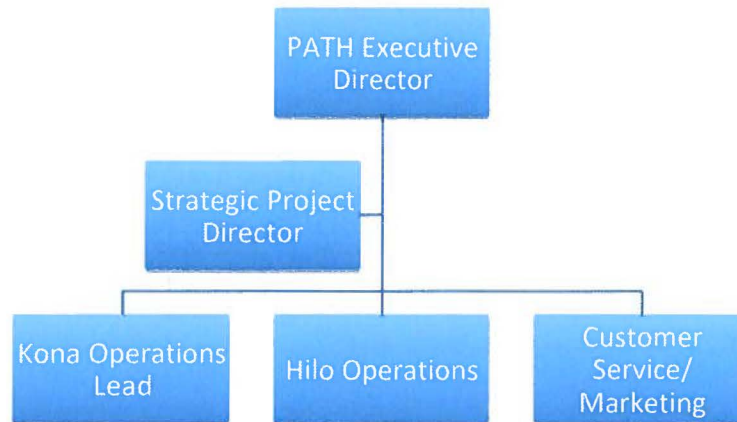 PATH Executive
Director
Strategic Project
Director
Kona Operations
Lead
Hilo Operations
Customer
Service/
Marketing